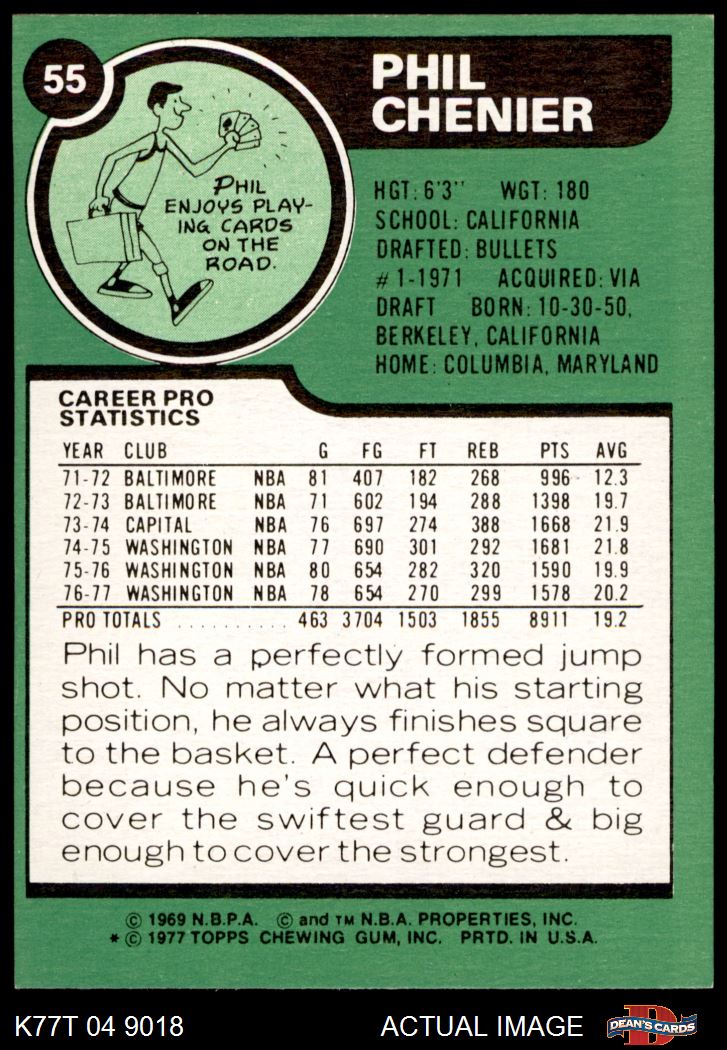 55
PHIL
CHENIER
PHIL
ENJOYS PLAY-
ING CARDS
ON THE
ROAD.
HGT: 6'3" WGT: 180
SCHOOL: CALIFORNIA
DRAFTED: BULLETS
# 1-1971 ACQUIRED: VIA
DRAFT BORN: 10-30-50,
BERKELEY, CALIFORNIA
HOME: COLUMBIA, MARYLAND
CAREER PRO
STATISTICS
YEAR CLUB G FG FT REB PTS AVG
71-72 BALTIMORE NBA 81 407 182 268 996 12.3
72-73 BALTIMORE NBA 71 602 194 288 1398 19.7
73-74 CAPITAL NBA 76 697 274 388 1668 21.9
74-75 WASHINGTON NBA 77 690 301 292 1681 21.8
75-76 WASHINGTON NBA 80 654 282 320 1590 19.9
76-77 WASHINGTON NBA 78 654 270 299 1578 20.2
PRO TOTALS .......... 463 3704 1503 1855 8911 19.2
Phil has a perfectly formed jump
shot. No matter what his starting
position, he always finishes square
to the basket. A perfect defender
because he's quick enough to
cover the swiftest guard & big
enough to cover the strongest.
© 1969 N.B.P.A. © and TM N.B.A. PROPERTIES, INC.
* © 1977 TOPPS CHEWING GUM, INC. PRTD. IN U.S.A.
K77T 04 9018 ACTUAL IMAGE D DEAN'S CARDS